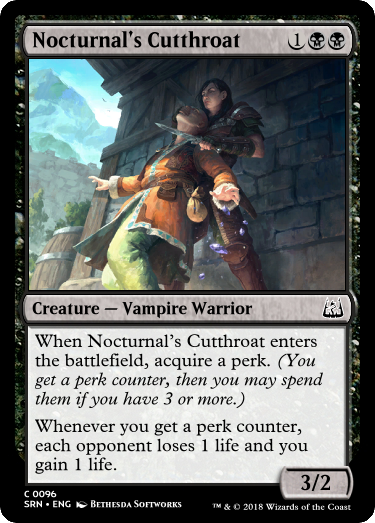 Nocturnal's Cutthroat 1
Creature — Vampire Warrior
When Nocturnal's Cutthroat enters
the battlefield, acquire a perk. (You
get a perk counter, then you may spend
them if you have 3 or more.)
Whenever you get a perk counter,
each opponent loses 1 life and you
gain 1 life.
3/2
C 0096
SRN • ENG BETHESDA SOFTWORKS
™ & © 2018 Wizards of the Coast